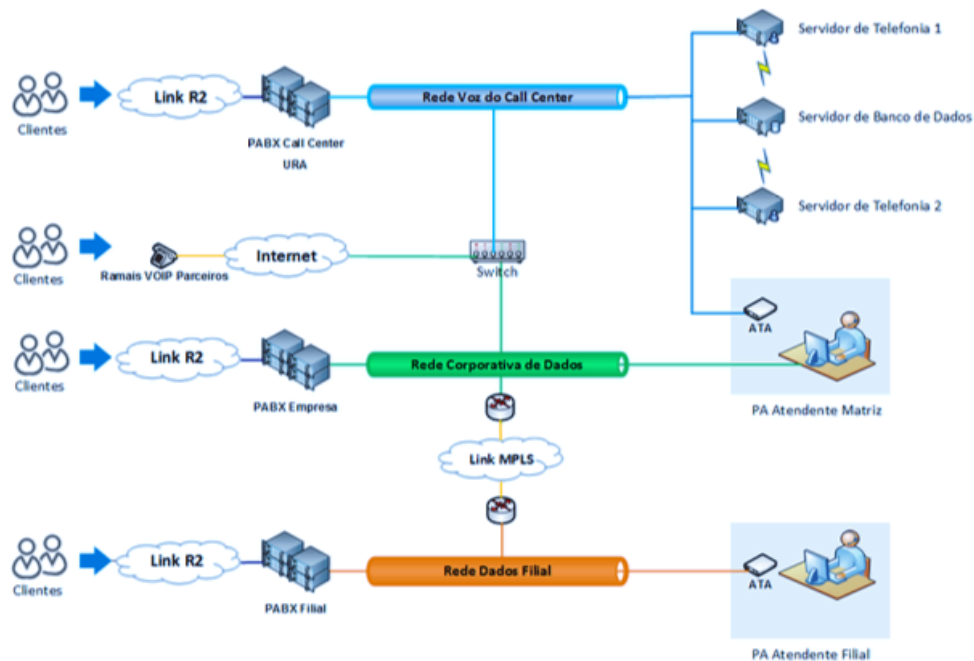 Servidor de Telefonia 1
Clientes
Link R2
PABX Call Center
URA
Rede Voz do Call Center
Servidor de Banco de Dados
Servidor de Telefonia 2
Clientes
Ramais VOIP Parceiros
Internet
Switch
ATA
Clientes
Link R2
PABX Empresa
Rede Corporativa de Dados
PA Atendente Matriz
Link MPLS
Clientes
Link R2
PABX Filial
Rede Dados Filial
ATA
PA Atendente Filial